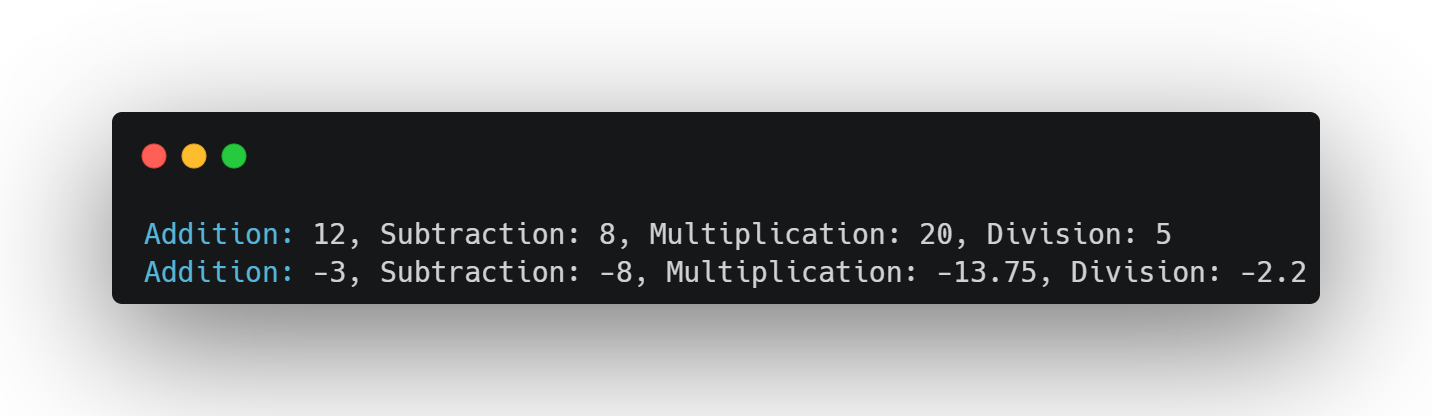 Addition: 12, Subtraction: 8, Multiplication: 20, Division: 5
Addition: -3, Subtraction: -8, Multiplication: -13.75, Division: -2.2